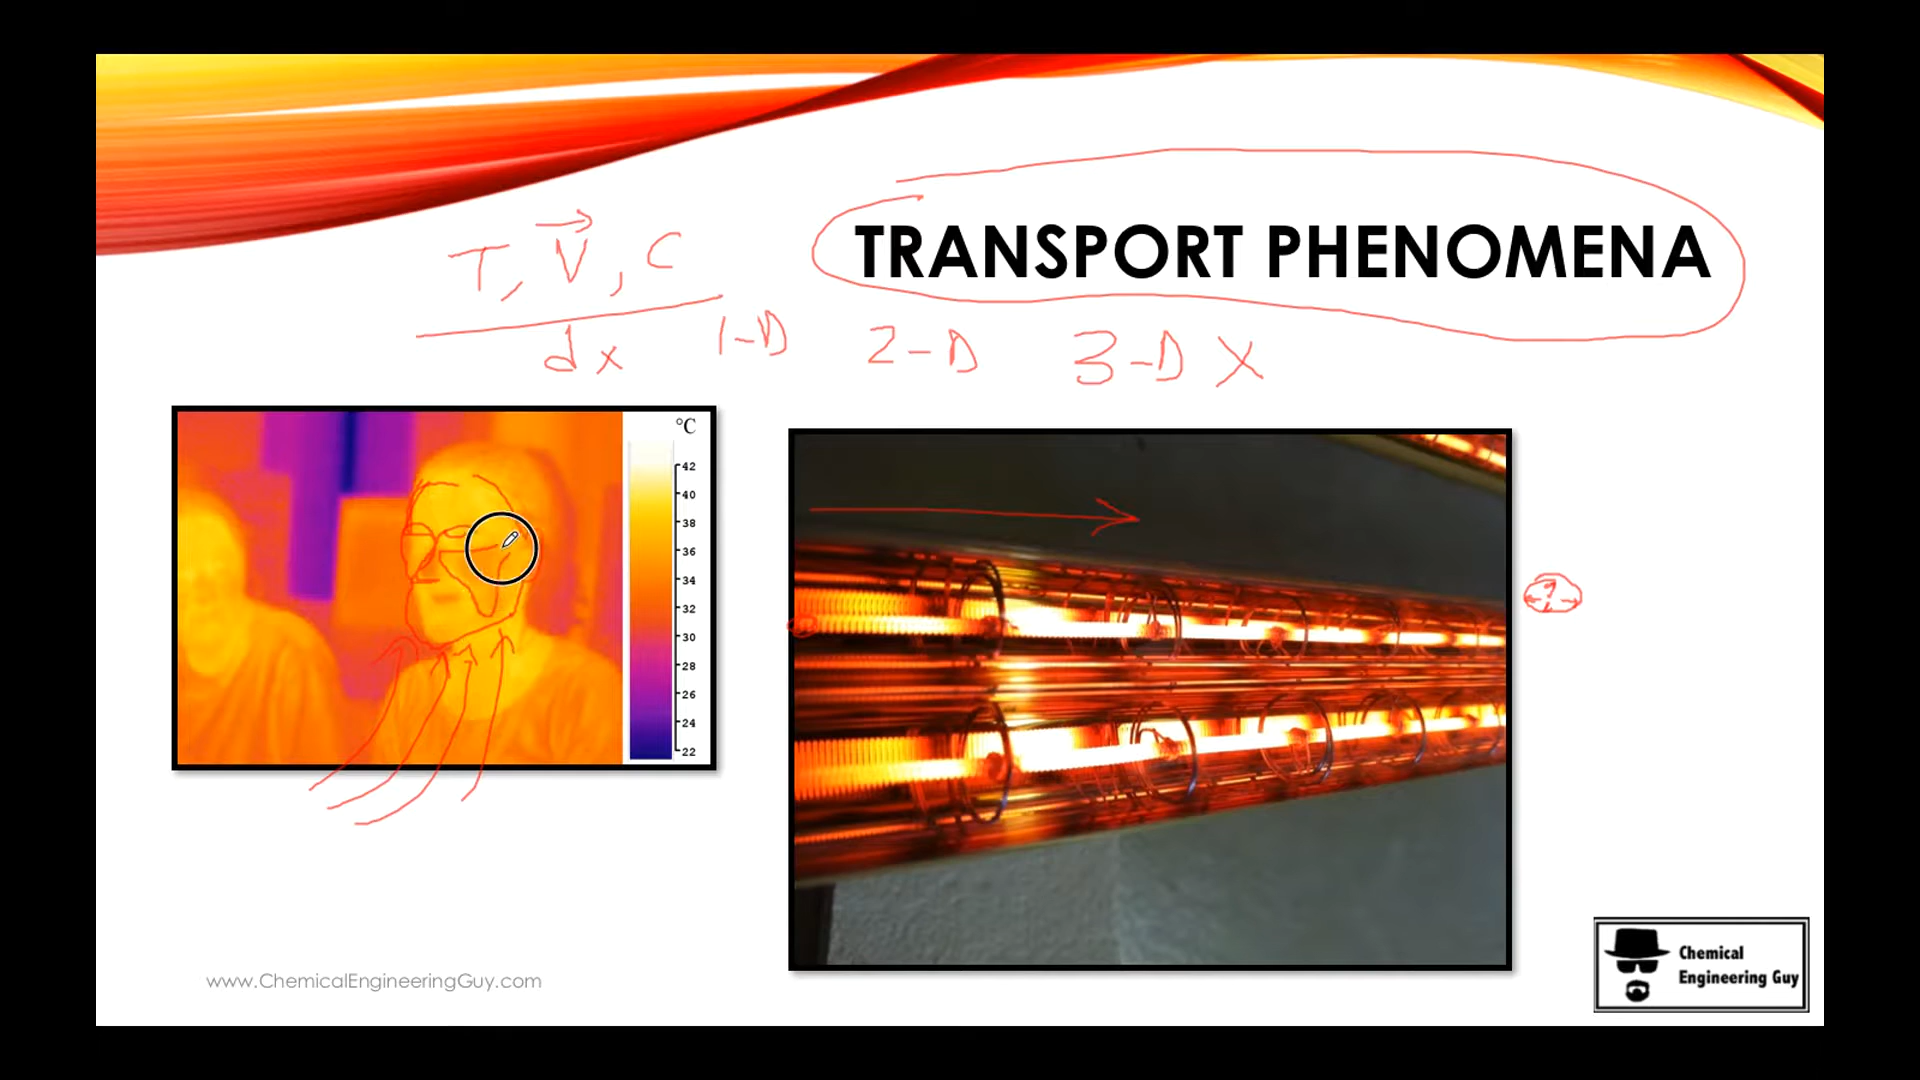 TRANSPORT PHENOMENA
T, V, C
dx 1-D 2-D 3-D X
°C
42
40
38
36
34
32
30
28
26
24
22
www.ChemicalEngineeringGuy.com
Chemical
Engineering Guy